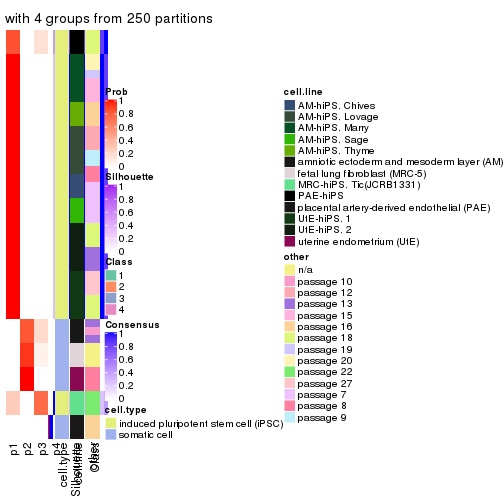 with 4 groups from 250 partitions
Prob
1
0.8
0.6
0.4
0.2
0
Silhouette
1
0.8
0.6
0.4
0.2
0
Class
1
2
3
4
Consensus
1
0.8
0.6
0.4
0.2
0
cell.type
induced pluripotent stem cell (iPSC)
somatic cell
cell.line
AM-hiPS. Chives
AM-hiPS. Lovage
AM-hiPS. Marry
AM-hiPS. Sage
AM-hiPS. Thyme
amniotic ectoderm and mesoderm layer (AM)
fetal lung fibroblast (MRC-5)
MRC-hiPS. Tic(JCRB1331)
PAE-hiPS
placental artery-derived endothelial (PAE)
UtE-hiPS. 1
UtE-hiPS. 2
uterine endometrium (UtE)
other
n/a
passage 10
passage 12
passage 13
passage 15
passage 16
passage 18
passage 19
passage 20
passage 22
passage 27
passage 7
passage 8
passage 9
p1
p2
p3
p4
cell.type
Silhouette
cell.line
other
Class